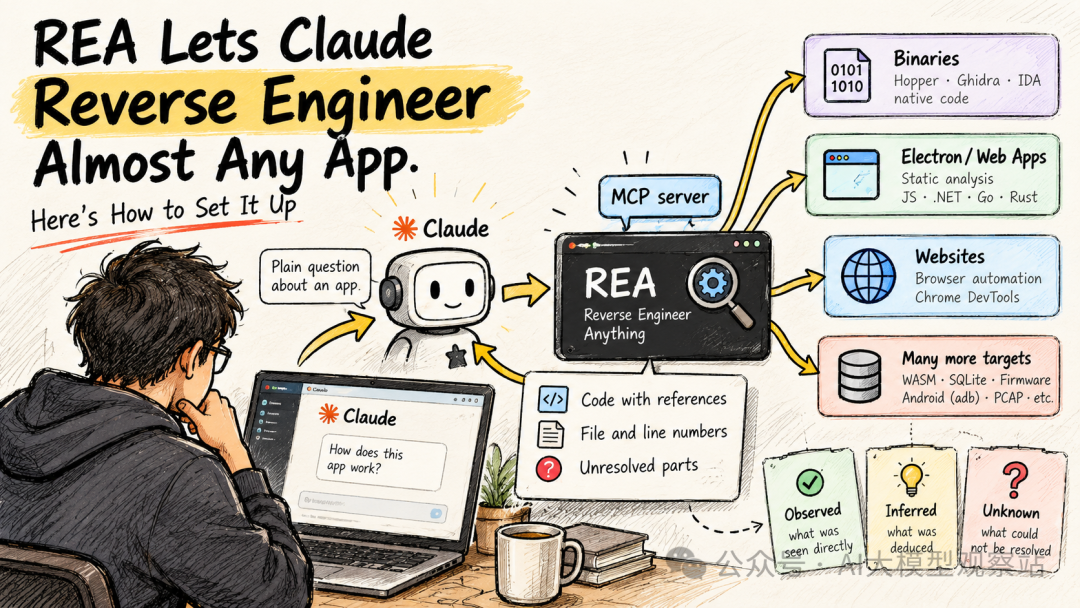 REA Lets Claude
Reverse Engineer
Almost Any App.
Here's How to Set It Up
Plain question
about an app.
Claude
MCP server
REA
Reverse Engineer
Anything
0101
1010
Binaries
Hopper · Ghidra · IDA
native code
Electron / Web Apps
Static analysis
JS · .NET · Go · Rust
Websites
Browser automation
Chrome DevTools
Many more targets
WASM · SQLite · Firmware
Android (adb) · PCAP · etc.
</>
Code with references
File and line numbers
?
Unresolved parts
Claude
Claude
How does this
app work?
Observed
what was
seen directly
Inferred
what was
deduced
?
Unknown
what could
not be resolved
公众号 · AI大模型观察站